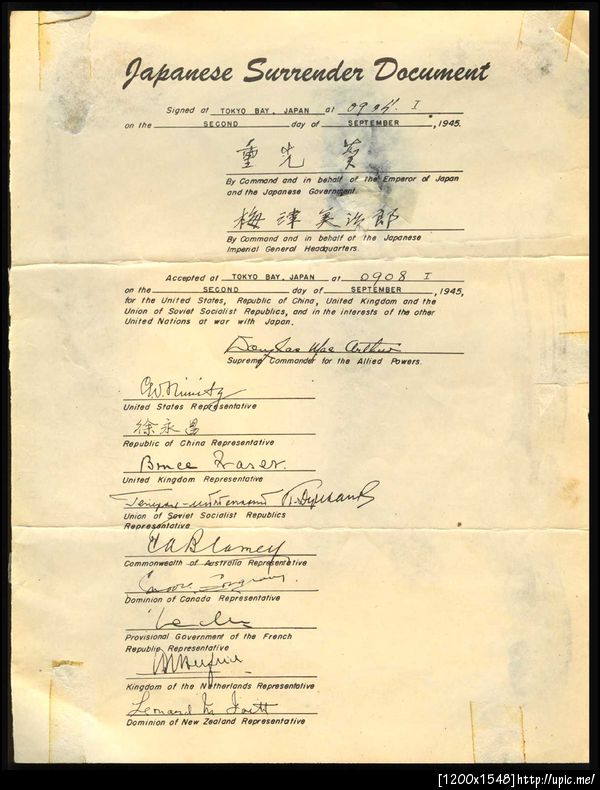 Japanese Surrender Document
Signed at TOKYO BAY, JAPAN at 0904 I
on the SECOND day of SEPTEMBER, 1945.
重光葵
By Command and in behalf of the Emperor of Japan
and the Japanese Government.
梅津美治郎
By Command and in behalf of the Japanese
Imperial General Headquarters.
Accepted at TOKYO BAY, JAPAN at 0908 I
on the SECOND day of SEPTEMBER, 1945,
for the United States, Republic of China, United Kingdom and the
Union of Soviet Socialist Republics, and in the interests of the other
United Nations at war with Japan.
Douglas MacArthur
Supreme Commander for the Allied Powers.
C.W. Nimitz
United States Representative
徐永昌
Republic of China Representative
Bruce Fraser.
United Kingdom Representative
Union of Soviet Socialist Republics
Representative
T.A. Blamey
Commonwealth of Australia Representative
Dominion of Canada Representative
Provisional Government of the French
Republic Representative
Kingdom of the Netherlands Representative
Leonard M. Isitt
Dominion of New Zealand Representative
[1200x1548]http://upic.me/